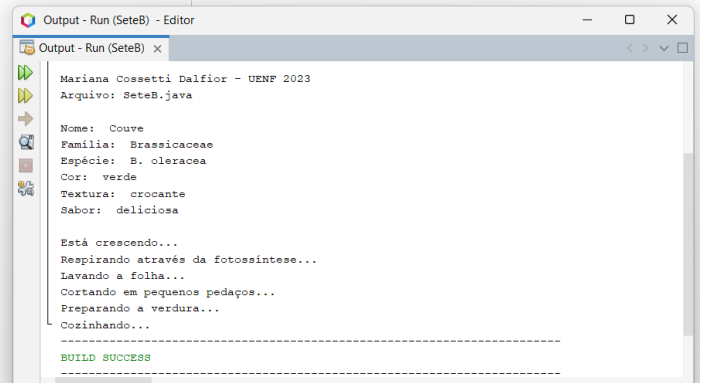 Output - Run (SeteB) - Editor
Output - Run (SeteB) ×
Mariana Cossetti Dalfior - UENF 2023
Arquivo: SeteB.java
Nome:  Couve
Família:  Brassicaceae
Espécie:  B. oleracea
Cor:  verde
Textura:  crocante
Sabor:  deliciosa
Está crescendo...
Respirando através da fotossíntese...
Lavando a folha...
Cortando em pequenos pedaços...
Preparando a verdura...
Cozinhando...
------------------------------------------------------------------------
BUILD SUCCESS
------------------------------------------------------------------------